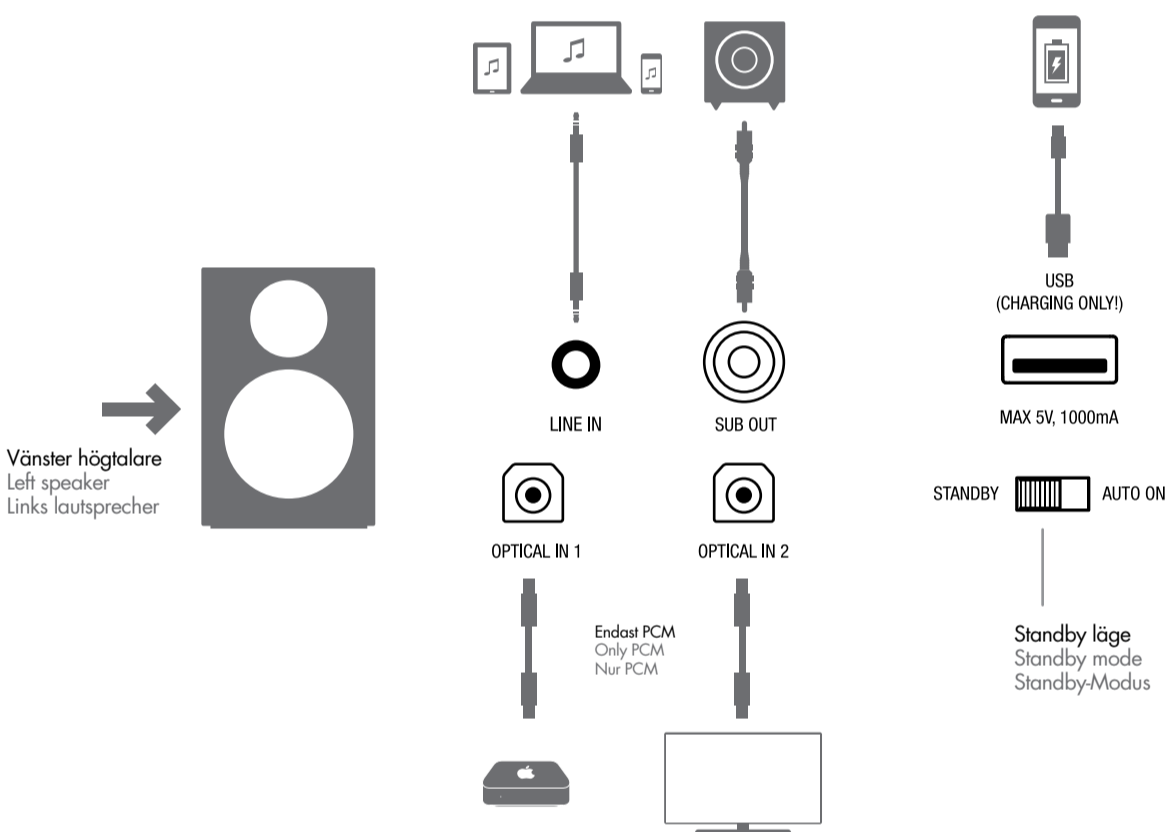 USB
(CHARGING ONLY!)
LINE IN
SUB OUT
MAX 5V, 1000mA
Vänster högtalare
Left speaker
Links lautsprecher
STANDBY
AUTO ON
OPTICAL IN 1
OPTICAL IN 2
Endast PCM
Only PCM
Nur PCM
Standby läge
Standby mode
Standby-Modus